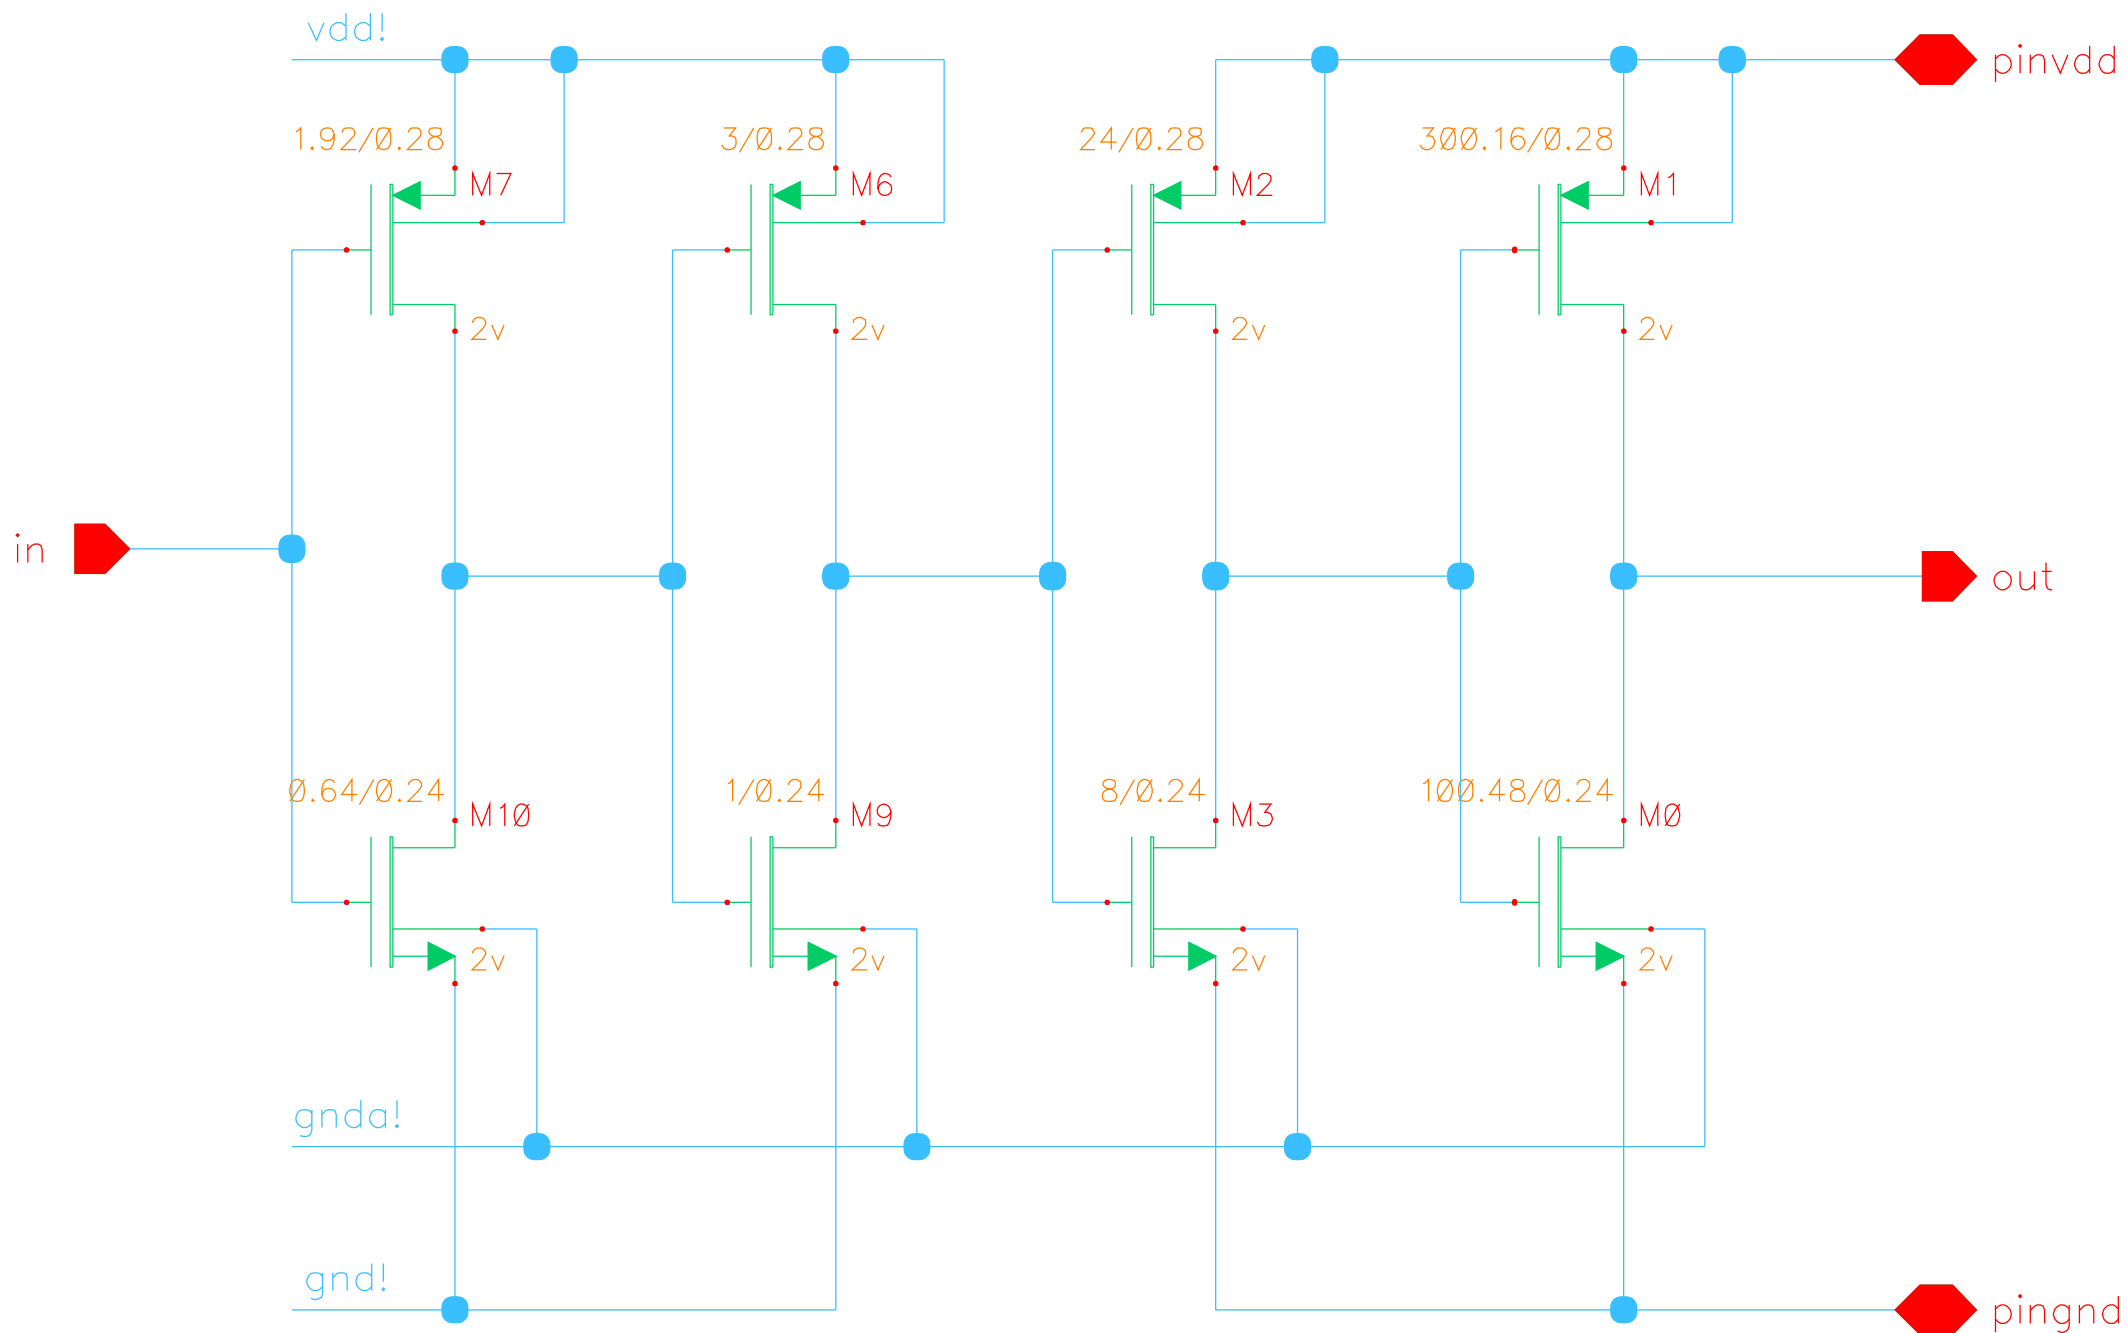 vdd!
pinvdd
1.92/0.28
3/0.28
24/0.28
300.16/0.28
M7
M6
M2
M1
2v
2v
2v
2v
in
out
0.64/0.24
1/0.24
8/0.24
100.48/0.24
M10
M9
M3
M0
2v
2v
2v
2v
gnda!
gnd!
pingnd